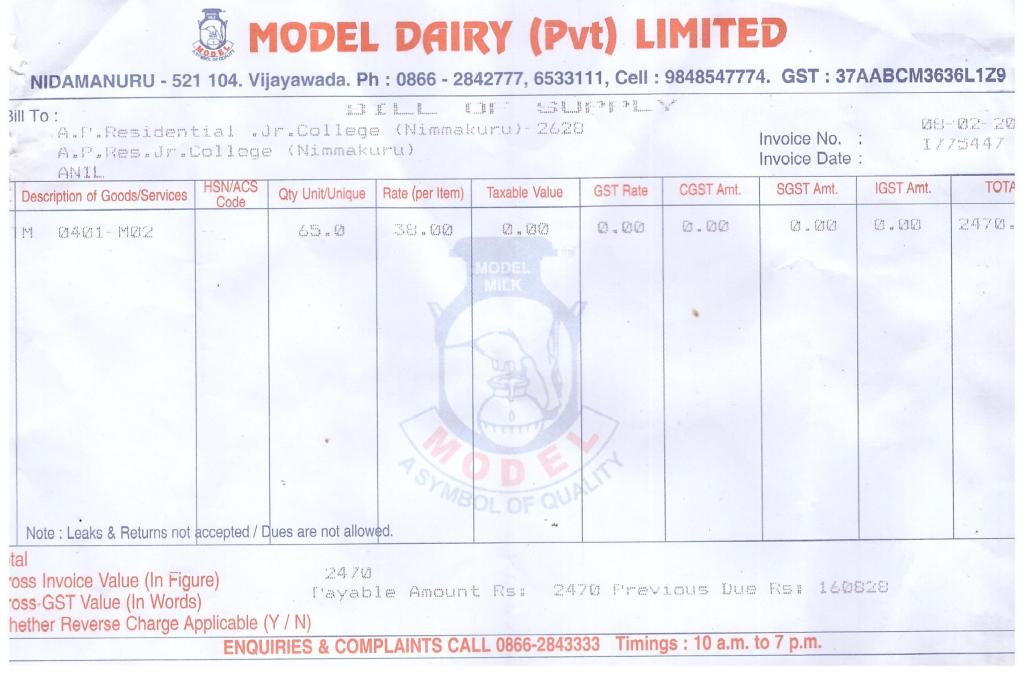 MODEL DAIRY (Pvt) LIMITED
MODEL
A SYMBOL OF QUALITY
NIDAMANURU - 521 104. Vijayawada. Ph : 0866 - 2842777, 6533111, Cell : 9848547774. GST : 37AABCM3636L1Z9
BILL OF SUPPLY
Bill To :
A.P.Residential .Jr.College (Nimmakuru)-2628
08-02-20
Invoice No. : I775447
A.P.Res.Jr.College (Nimmakuru)
Invoice Date :
ANIL
Description of Goods/Services HSN/ACS Code Qty Unit/Unique Rate (per Item) Taxable Value GST Rate CGST Amt. SGST Amt. IGST Amt. TOTA
M 0401-M02 65.0 38.00 0.00 0.00 0.00 0.00 0.00 2470.
MODEL
MILK
MODEL
A SYMBOL OF QUALITY
Note : Leaks & Returns not accepted / Dues are not allowed.
tal
ross Invoice Value (In Figure) 2470
Payable Amount Rs: 2470 Previous Due Rs: 160828
ross-GST Value (In Words)
hether Reverse Charge Applicable (Y / N)
ENQUIRIES & COMPLAINTS CALL 0866-2843333 Timings : 10 a.m. to 7 p.m.